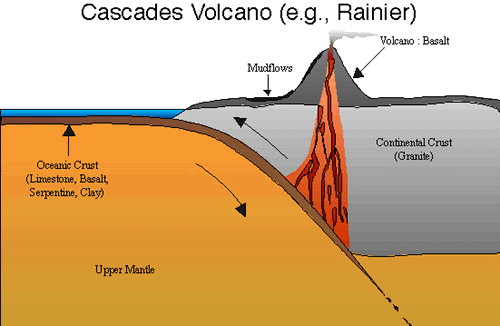 Cascades Volcano (e.g., Rainier)
Volcano : Basalt
Mudflows
Continental Crust
(Granite)
Oceanic Crust
(Limestone, Basalt,
Serpentine, Clay)
Upper Mantle